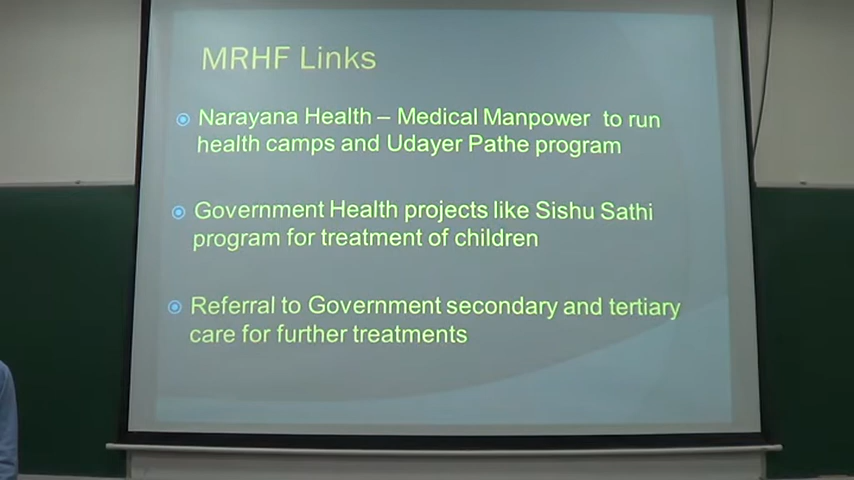 MRHF Links
Narayana Health – Medical Manpower to run
health camps and Udayer Pathe program
Government Health projects like Sishu Sathi
program for treatment of children
Referral to Government secondary and tertiary
care for further treatments